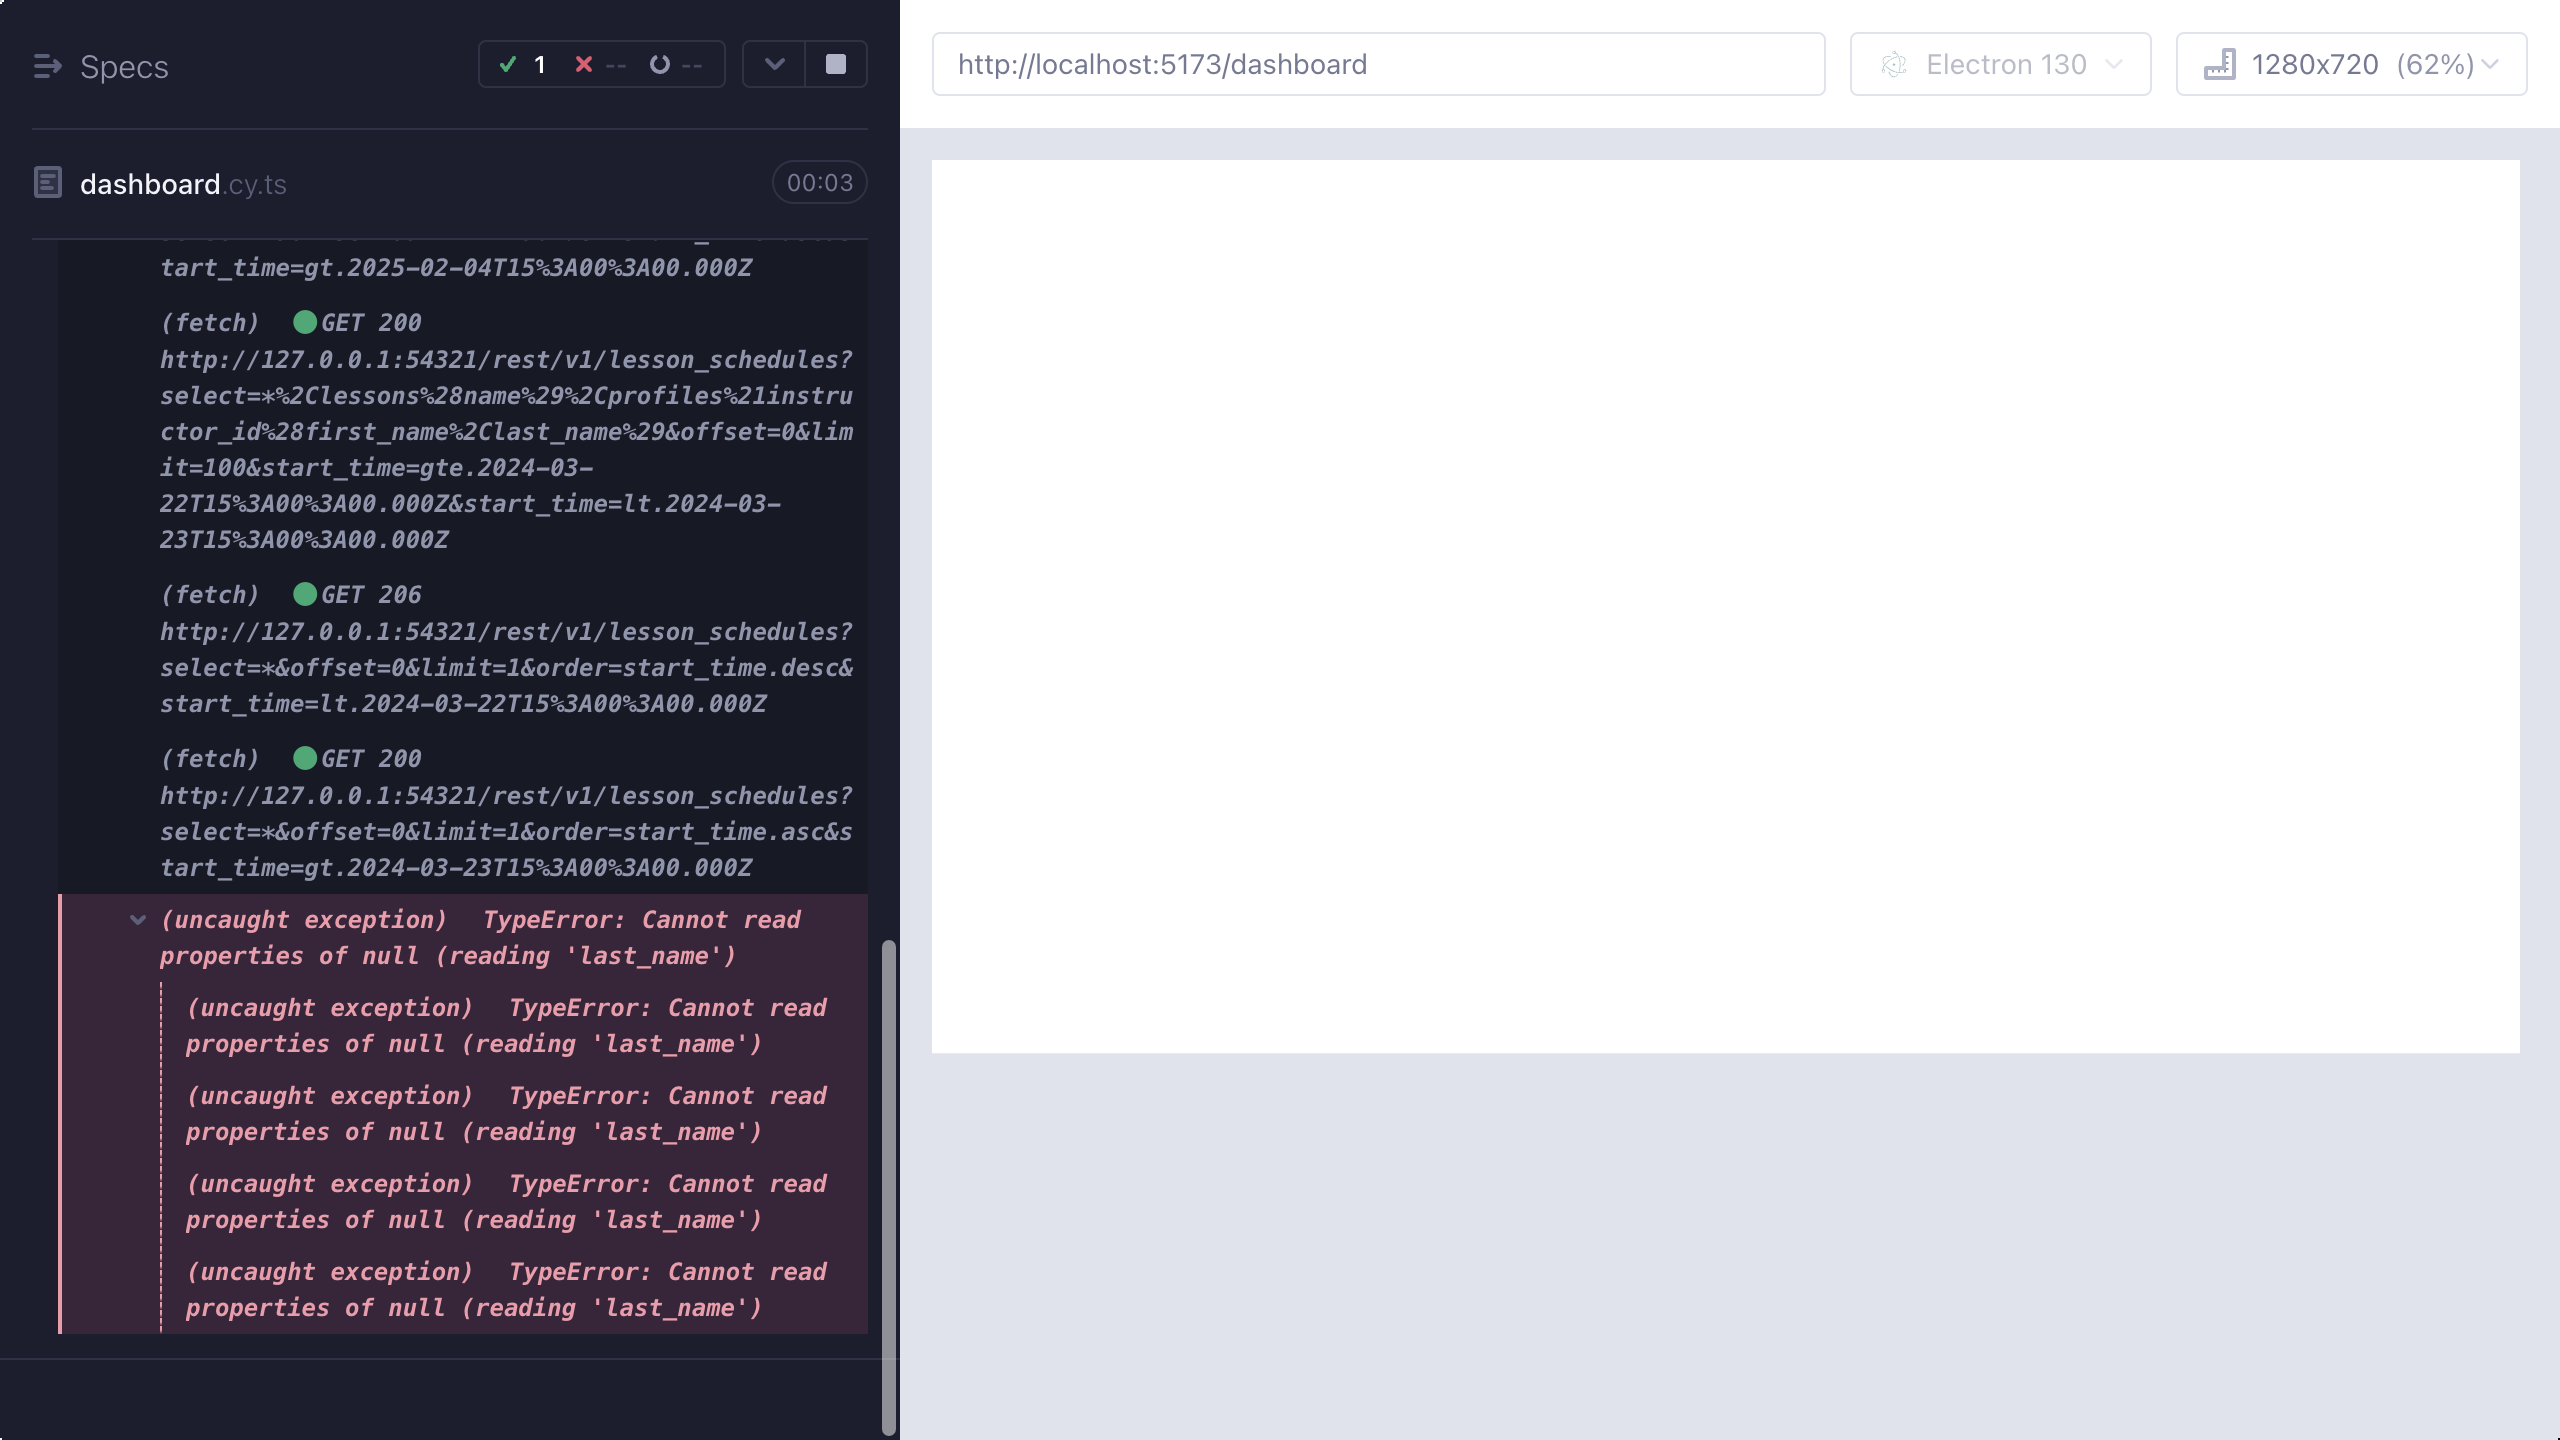 Specs
1 -- --
http://localhost:5173/dashboard
Electron 130
1280x720 (62%)
dashboard.cy.ts
00:03
tart_time=gt.2025-02-04T15%3A00%3A00.000Z
(fetch) GET 200
http://127.0.0.1:54321/rest/v1/lesson_schedules?
select=*%2Clessons%28name%29%2Cprofiles%21instru
ctor_id%28first_name%2Clast_name%29&offset=0&lim
it=100&start_time=gte.2024-03-
22T15%3A00%3A00.000Z&start_time=lt.2024-03-
23T15%3A00%3A00.000Z
(fetch) GET 206
http://127.0.0.1:54321/rest/v1/lesson_schedules?
select=*&offset=0&limit=1&order=start_time.desc&
start_time=lt.2024-03-22T15%3A00%3A00.000Z
(fetch) GET 200
http://127.0.0.1:54321/rest/v1/lesson_schedules?
select=*&offset=0&limit=1&order=start_time.asc&s
tart_time=gt.2024-03-23T15%3A00%3A00.000Z
(uncaught exception) TypeError: Cannot read
properties of null (reading 'last_name')
(uncaught exception) TypeError: Cannot read
properties of null (reading 'last_name')
(uncaught exception) TypeError: Cannot read
properties of null (reading 'last_name')
(uncaught exception) TypeError: Cannot read
properties of null (reading 'last_name')
(uncaught exception) TypeError: Cannot read
properties of null (reading 'last_name')